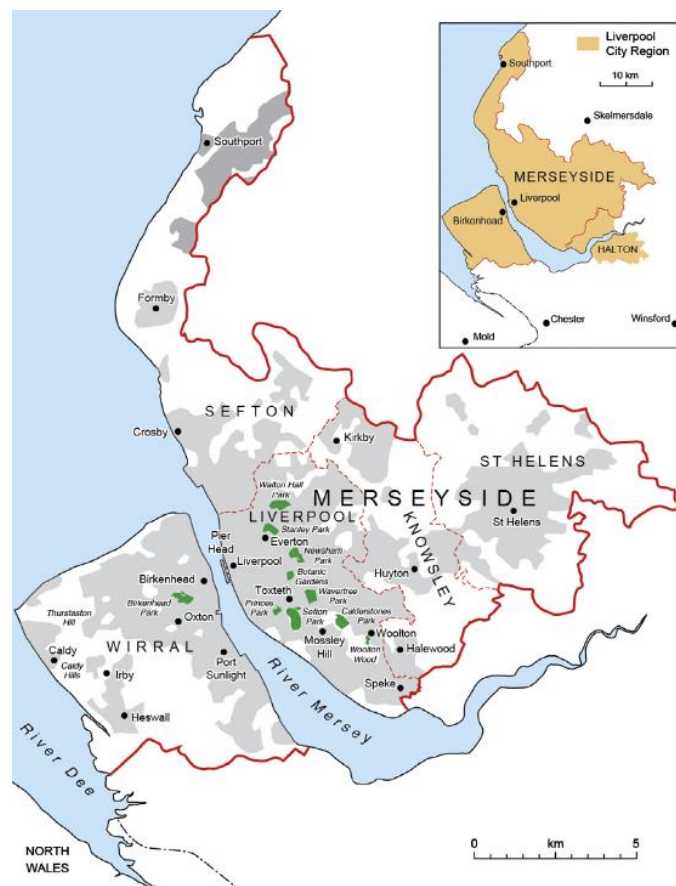 Liverpool
City Region
Southport
10 km
Skelmersdale
MERSEYSIDE
Liverpool
Birkenhead
HALTON
Chester
Winsford
Mold
Southport
Formby
SEFTON
Crosby
Kirkby
ST HELENS
Walton Hall
Park
MERSEYSIDE
LIVERPOOL
Stanley Park
St Helens
Pier
Head
Everton
KNOWSLEY
Newsham
Park
Liverpool
Botanic
Gardens
Huyton
Birkenhead
Toxteth
Wavertree
Park
Birkenhead
Park
Princes
Park
Sefton
Park
Calderstones
Park
Thurstaston
Hill
Oxton
Mossley
Hill
Woolton
WIRRAL
Woolton
Wood
Halewood
Caldy
Caldy
Hills
Irby
Port
Sunlight
Speke
River Mersey
Heswall
River Dee
NORTH
WALES
0 km 5